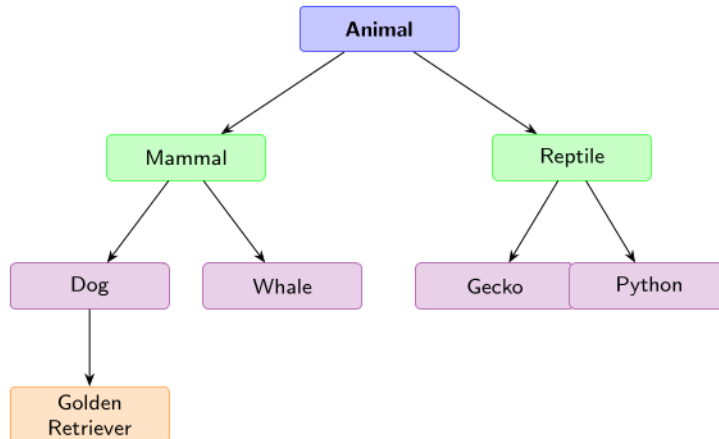 Animal
Mammal
Reptile
Dog
Whale
Gecko
Python
Golden
Retriever